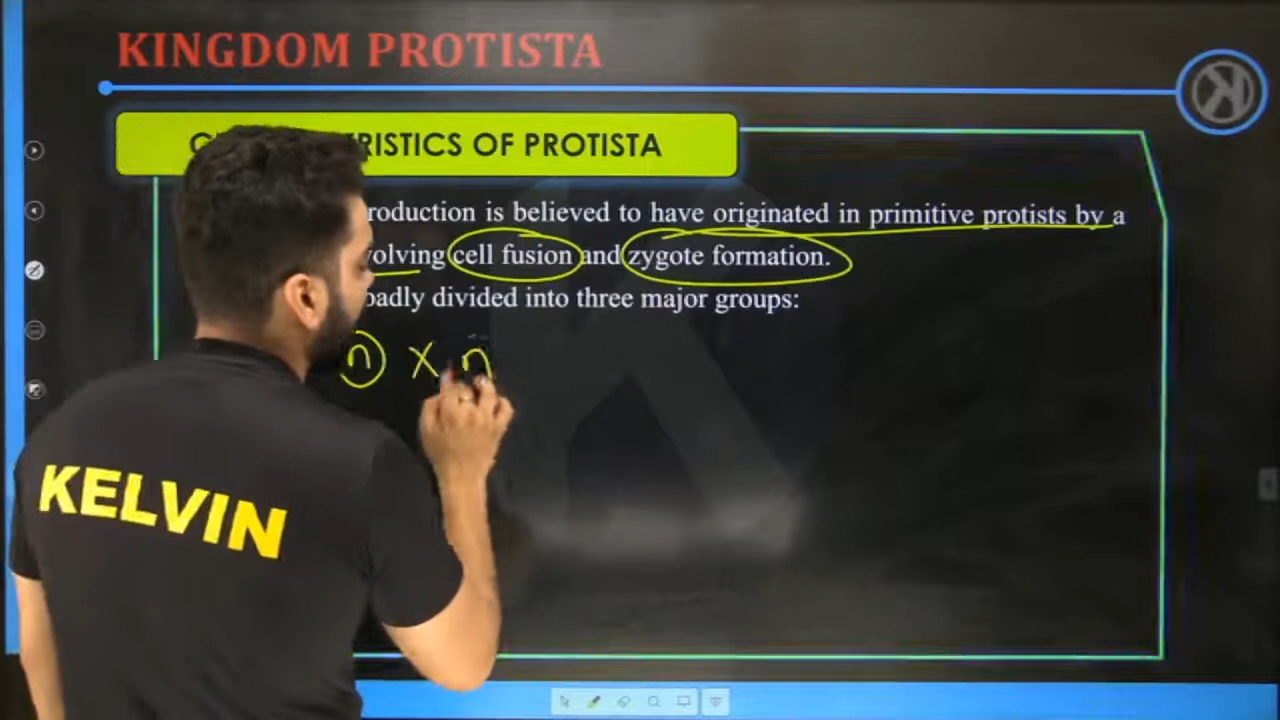 KINGDOM PROTISTA
RISTICS OF PROTISTA
roduction is believed to have originated in primitive protists by a
volving cell fusion and zygote formation.
oadly divided into three major groups:
n × n
KELVIN